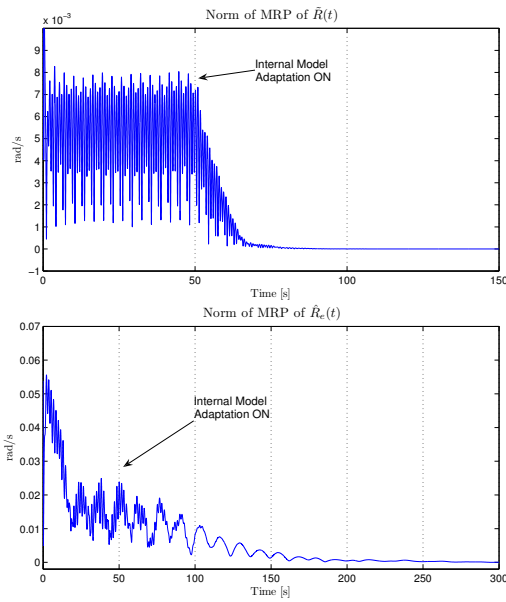 Norm of MRP of R̃(t)
x 10⁻³
9
8
7
6
5
4
3
2
1
0
−1
rad/s
Internal Model
Adaptation ON
0 50 100 150
Time [s]
Norm of MRP of R̂ₑ(t)
0.07
0.06
0.05
0.04
0.03
0.02
0.01
0
rad/s
Internal Model
Adaptation ON
0 50 100 150 200 250 300
Time [s]